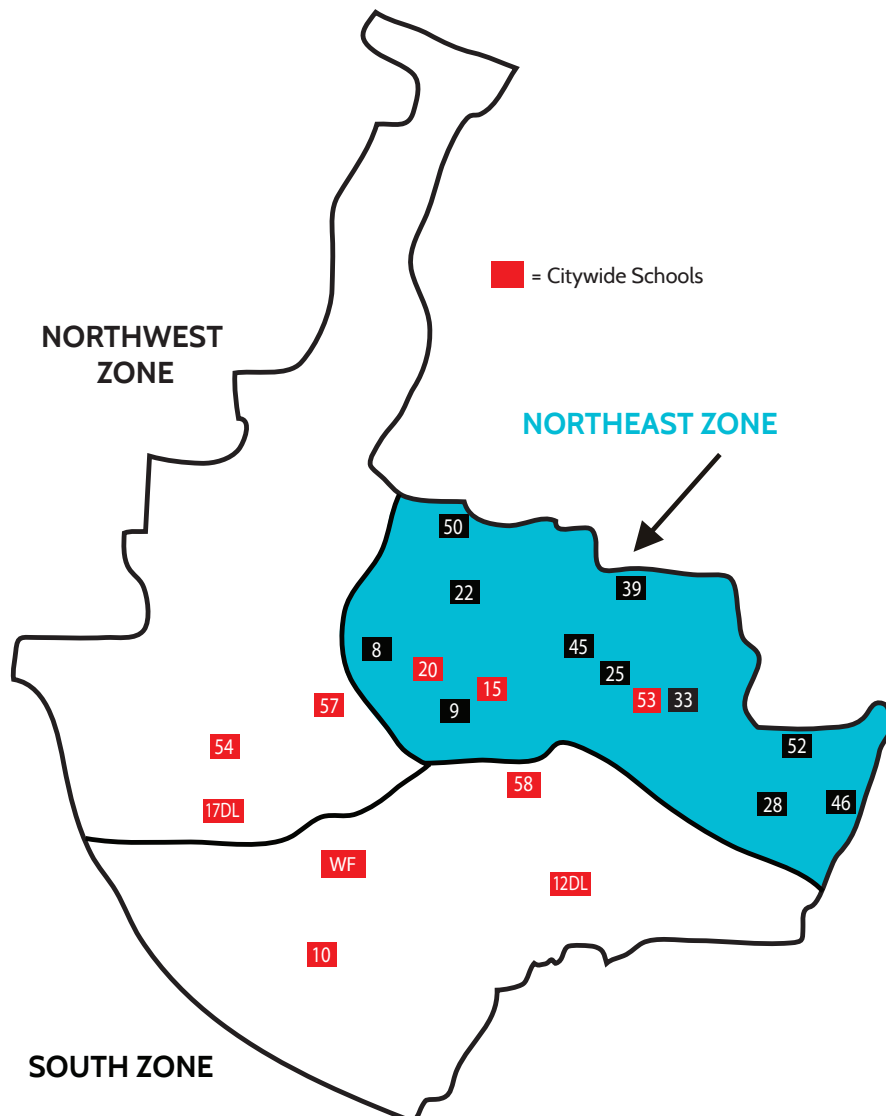 = Citywide Schools
NORTHWEST
ZONE
NORTHEAST ZONE
50
39
22
45
8
20
25
15
53
33
57
9
54
52
58
28
46
17DL
WF
12DL
10
SOUTH ZONE